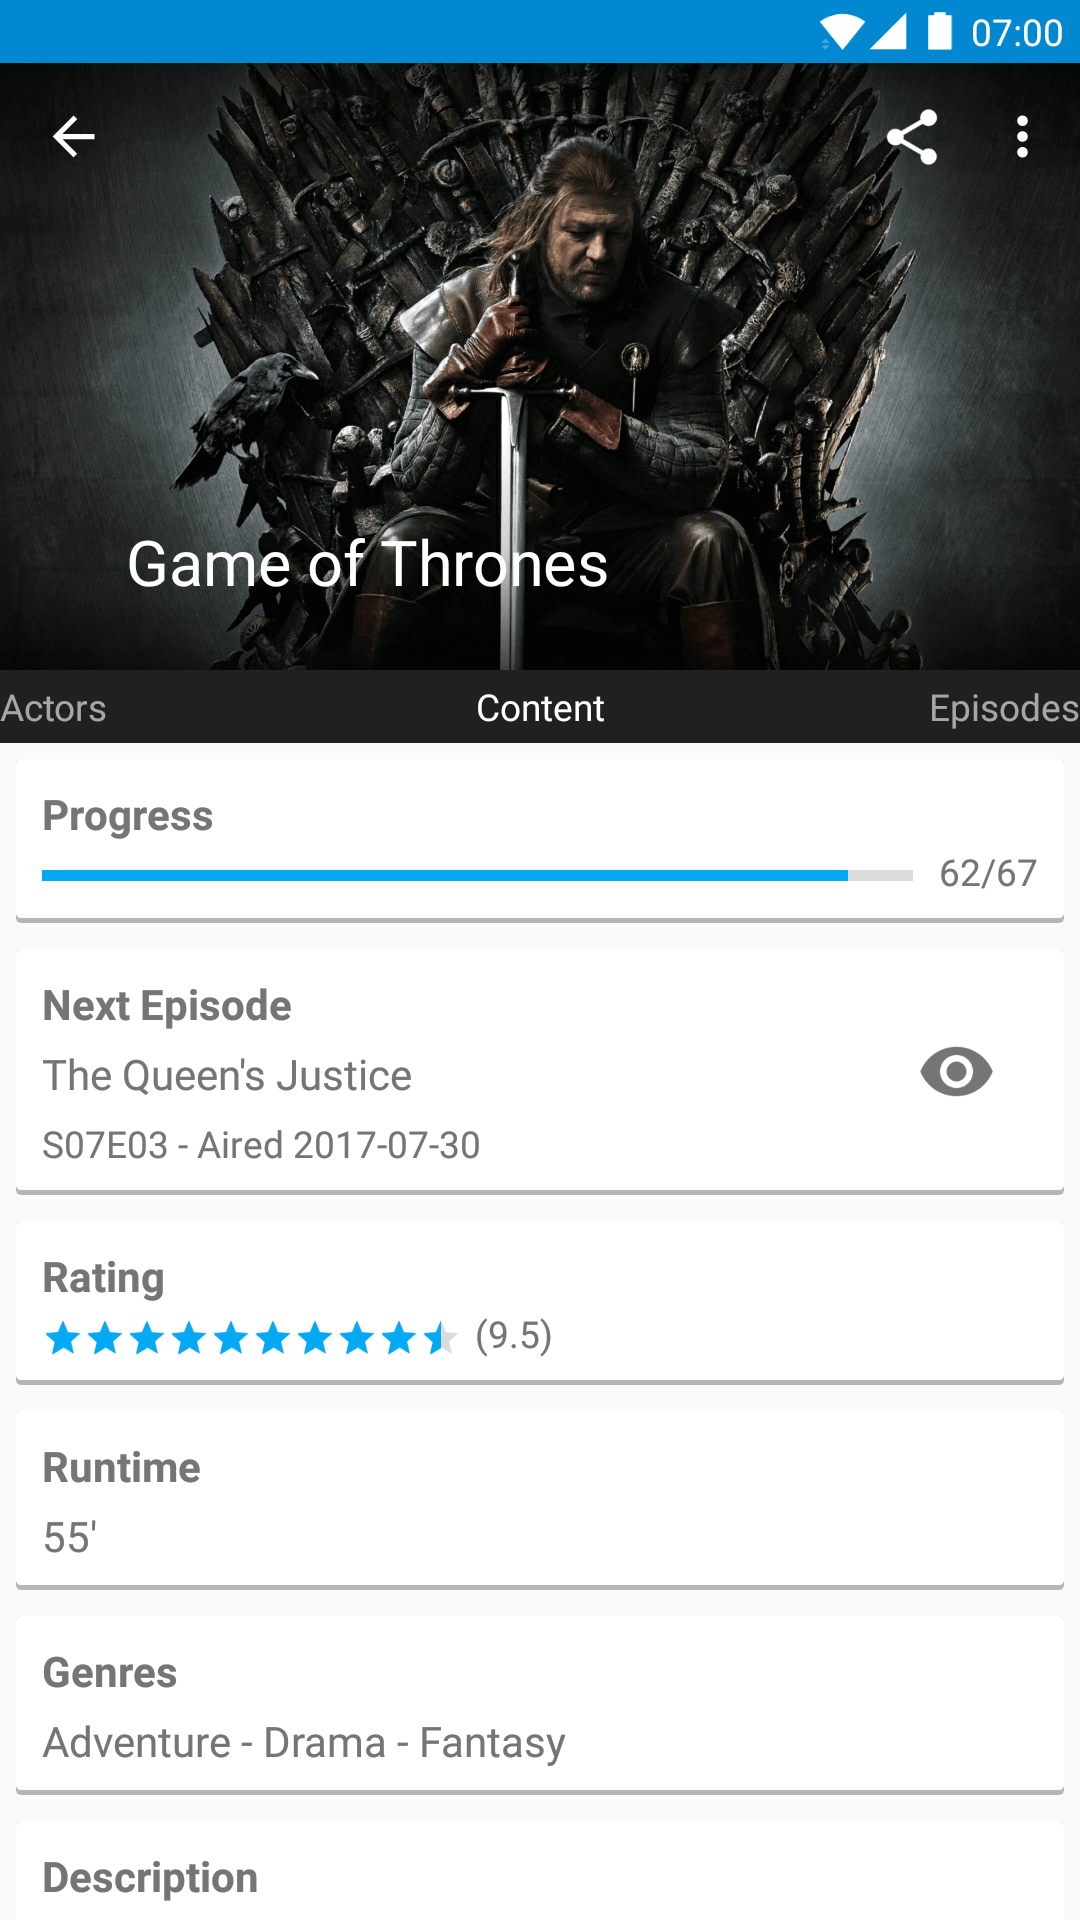 07:00
Game of Thrones
Actors Content Episodes
Progress
62/67
Next Episode
The Queen's Justice
S07E03 - Aired 2017-07-30
Rating
(9.5)
Runtime
55'
Genres
Adventure - Drama - Fantasy
Description